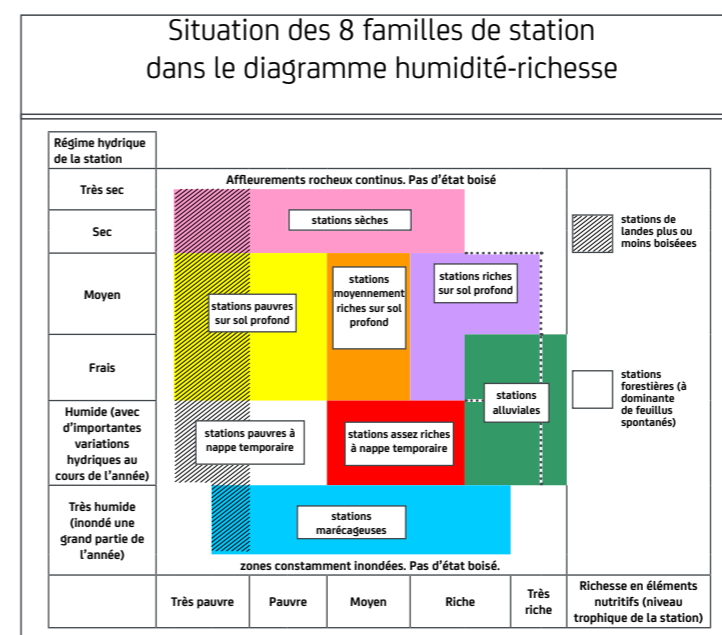 Situation des 8 familles de station
dans le diagramme humidité-richesse
Régime hydrique
de la station
Affleurements rocheux continus. Pas d'état boisé
Très sec
Sec
stations sèches
stations de
landes plus ou
moins boiséees
Moyen
stations pauvres
sur sol profond
stations
moyennement
riches sur sol
profond
stations riches
sur sol profond
Frais
stations
alluviales
stations
forestières (à
dominante
de feuillus
spontanés)
Humide (avec
d'importantes
variations
hydriques au
cours de l'année)
stations pauvres à
nappe temporaire
stations assez riches
à nappe temporaire
Très humide
(inondé une
grand partie de
l'année)
stations
marécageuses
zones constamment inondées. Pas d'état boisé.
Très pauvre
Pauvre
Moyen
Riche
Très
riche
Richesse en éléments
nutritifs (niveau
trophique de la station)